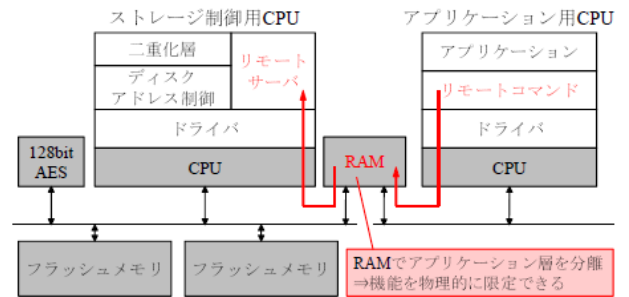 ストレージ制御用CPU
アプリケーション用CPU
二重化層
ディスク
アドレス制御
リモート
サーバ
ドライバ
CPU
アプリケーション
リモートコマンド
ドライバ
CPU
128bit
AES
RAM
フラッシュメモリ
フラッシュメモリ
RAMでアプリケーション層を分離
⇒機能を物理的に限定できる